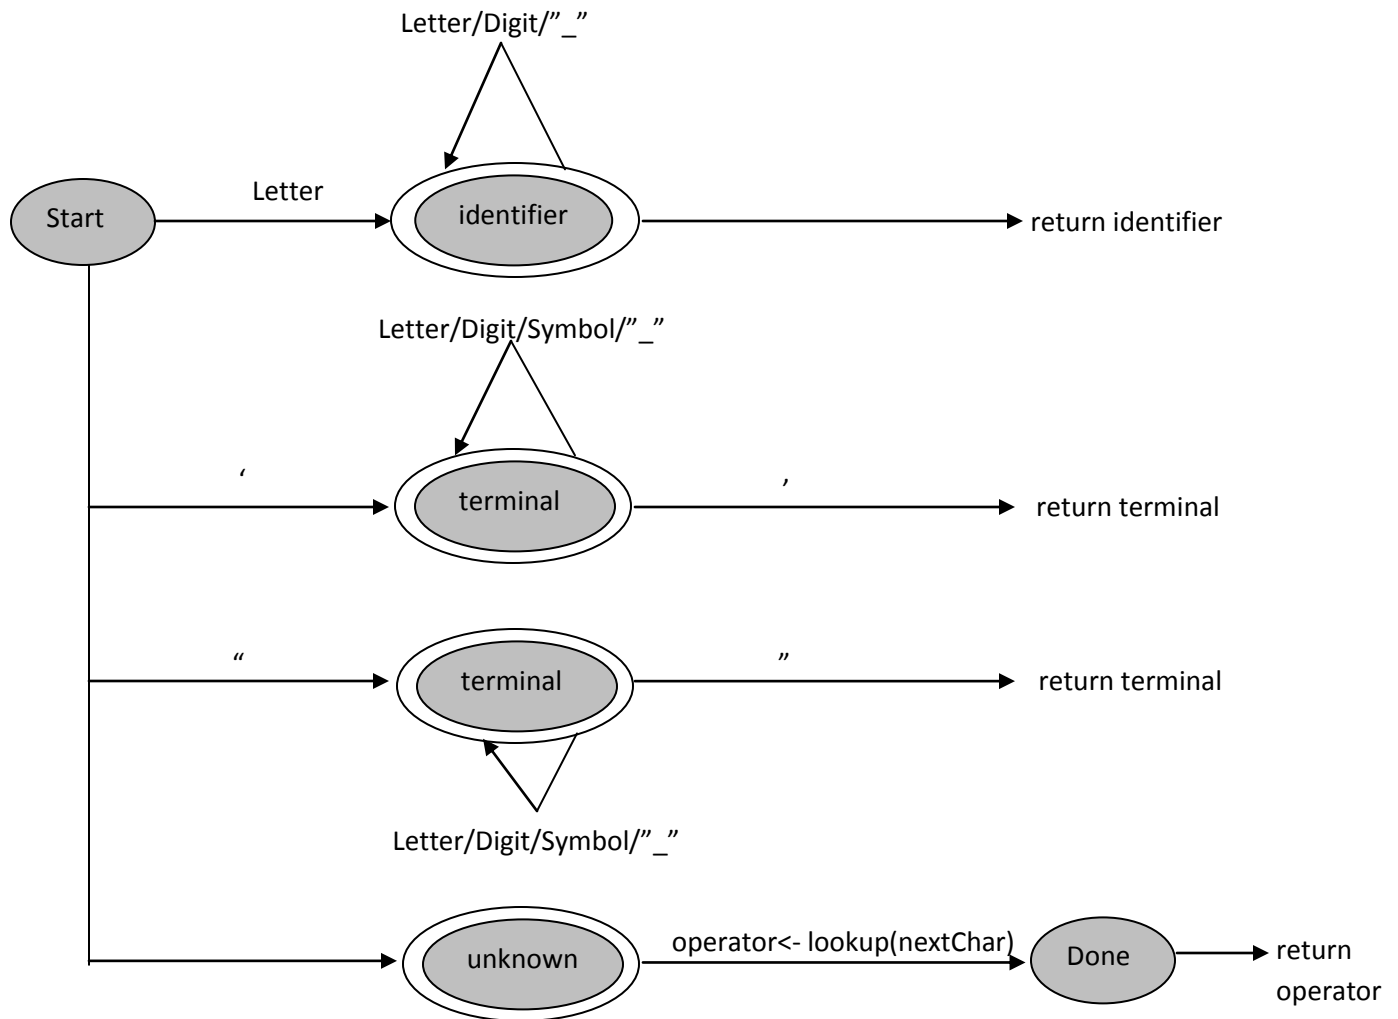 Letter/Digit/”_”
Start
Letter
identifier
return identifier
Letter/Digit/Symbol/”_”
‘
terminal
’
return terminal
“
terminal
”
return terminal
Letter/Digit/Symbol/”_”
unknown
operator<- lookup(nextChar)
Done
return
operator